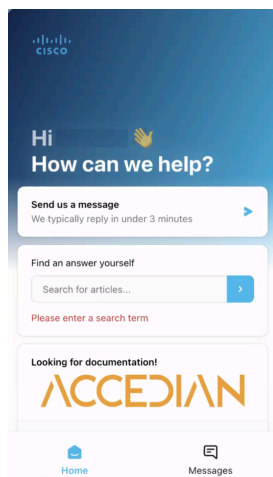 CISCO
Hi 👋
How can we help?
Send us a message
We typically reply in under 3 minutes
Find an answer yourself
Search for articles...
Please enter a search term
Looking for documentation!
ACCEDIAN
Home
Messages